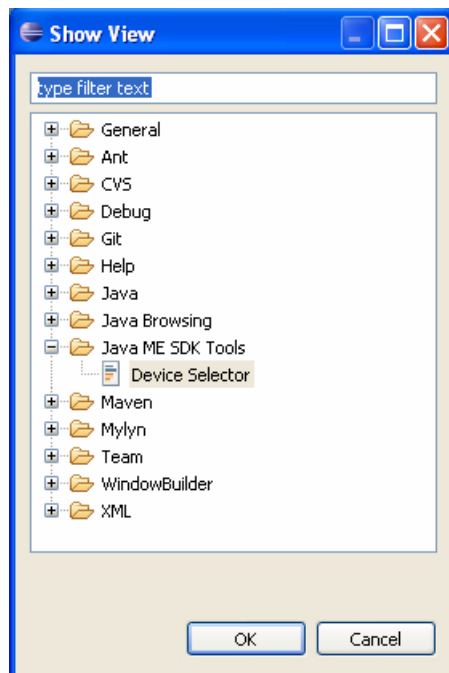 Show View
type filter text
General
Ant
CVS
Debug
Git
Help
Java
Java Browsing
Java ME SDK Tools
Device Selector
Maven
Mylyn
Team
WindowBuilder
XML
OK Cancel